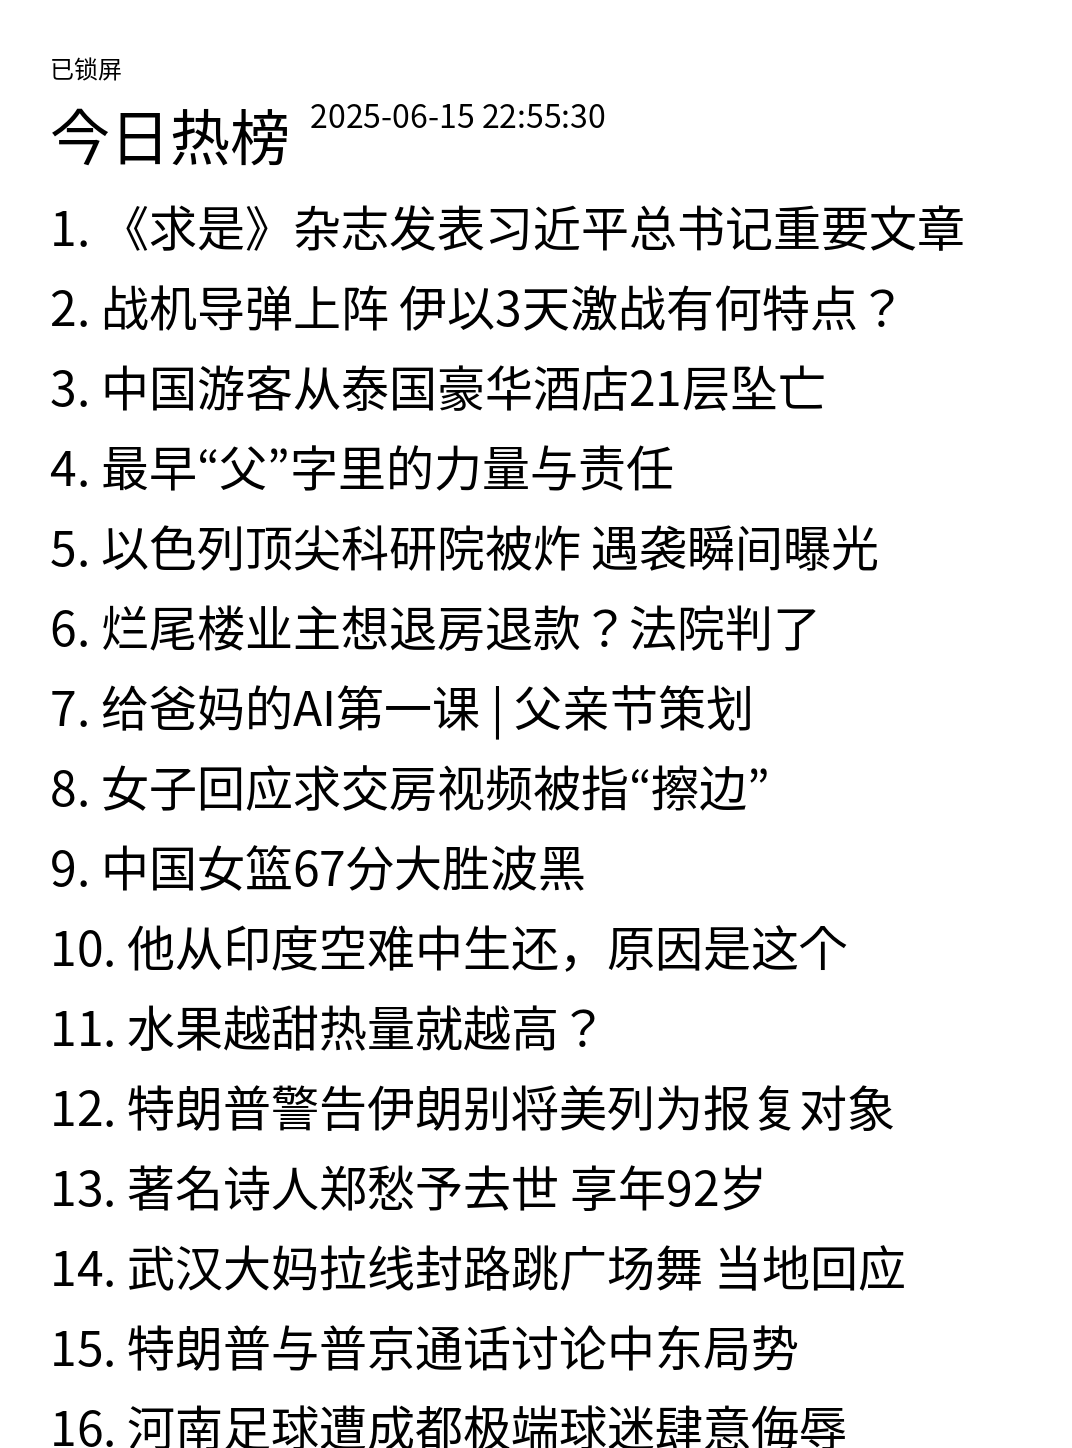 已锁屏
今日热榜 2025-06-15 22:55:30
1. 《求是》杂志发表习近平总书记重要文章
2. 战机导弹上阵 伊以3天激战有何特点？
3. 中国游客从泰国豪华酒店21层坠亡
4. 最早“父”字里的力量与责任
5. 以色列顶尖科研院被炸 遇袭瞬间曝光
6. 烂尾楼业主想退房退款？法院判了
7. 给爸妈的AI第一课 | 父亲节策划
8. 女子回应求交房视频被指“擦边”
9. 中国女篮67分大胜波黑
10. 他从印度空难中生还，原因是这个
11. 水果越甜热量就越高？
12. 特朗普警告伊朗别将美列为报复对象
13. 著名诗人郑愁予去世 享年92岁
14. 武汉大妈拉线封路跳广场舞 当地回应
15. 特朗普与普京通话讨论中东局势
16. 河南足球遭成都极端球迷肆意侮辱